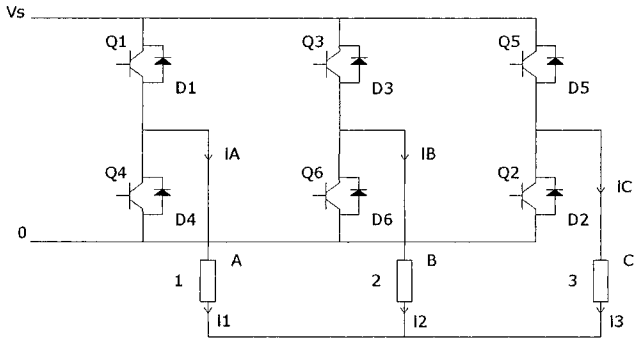 Vs
Q1 Q3 Q5
D1 D3 D5
iA iB iC
Q4 Q6 Q2
D4 D6 D2
0
A B C
1 2 3
i1 i2 i3